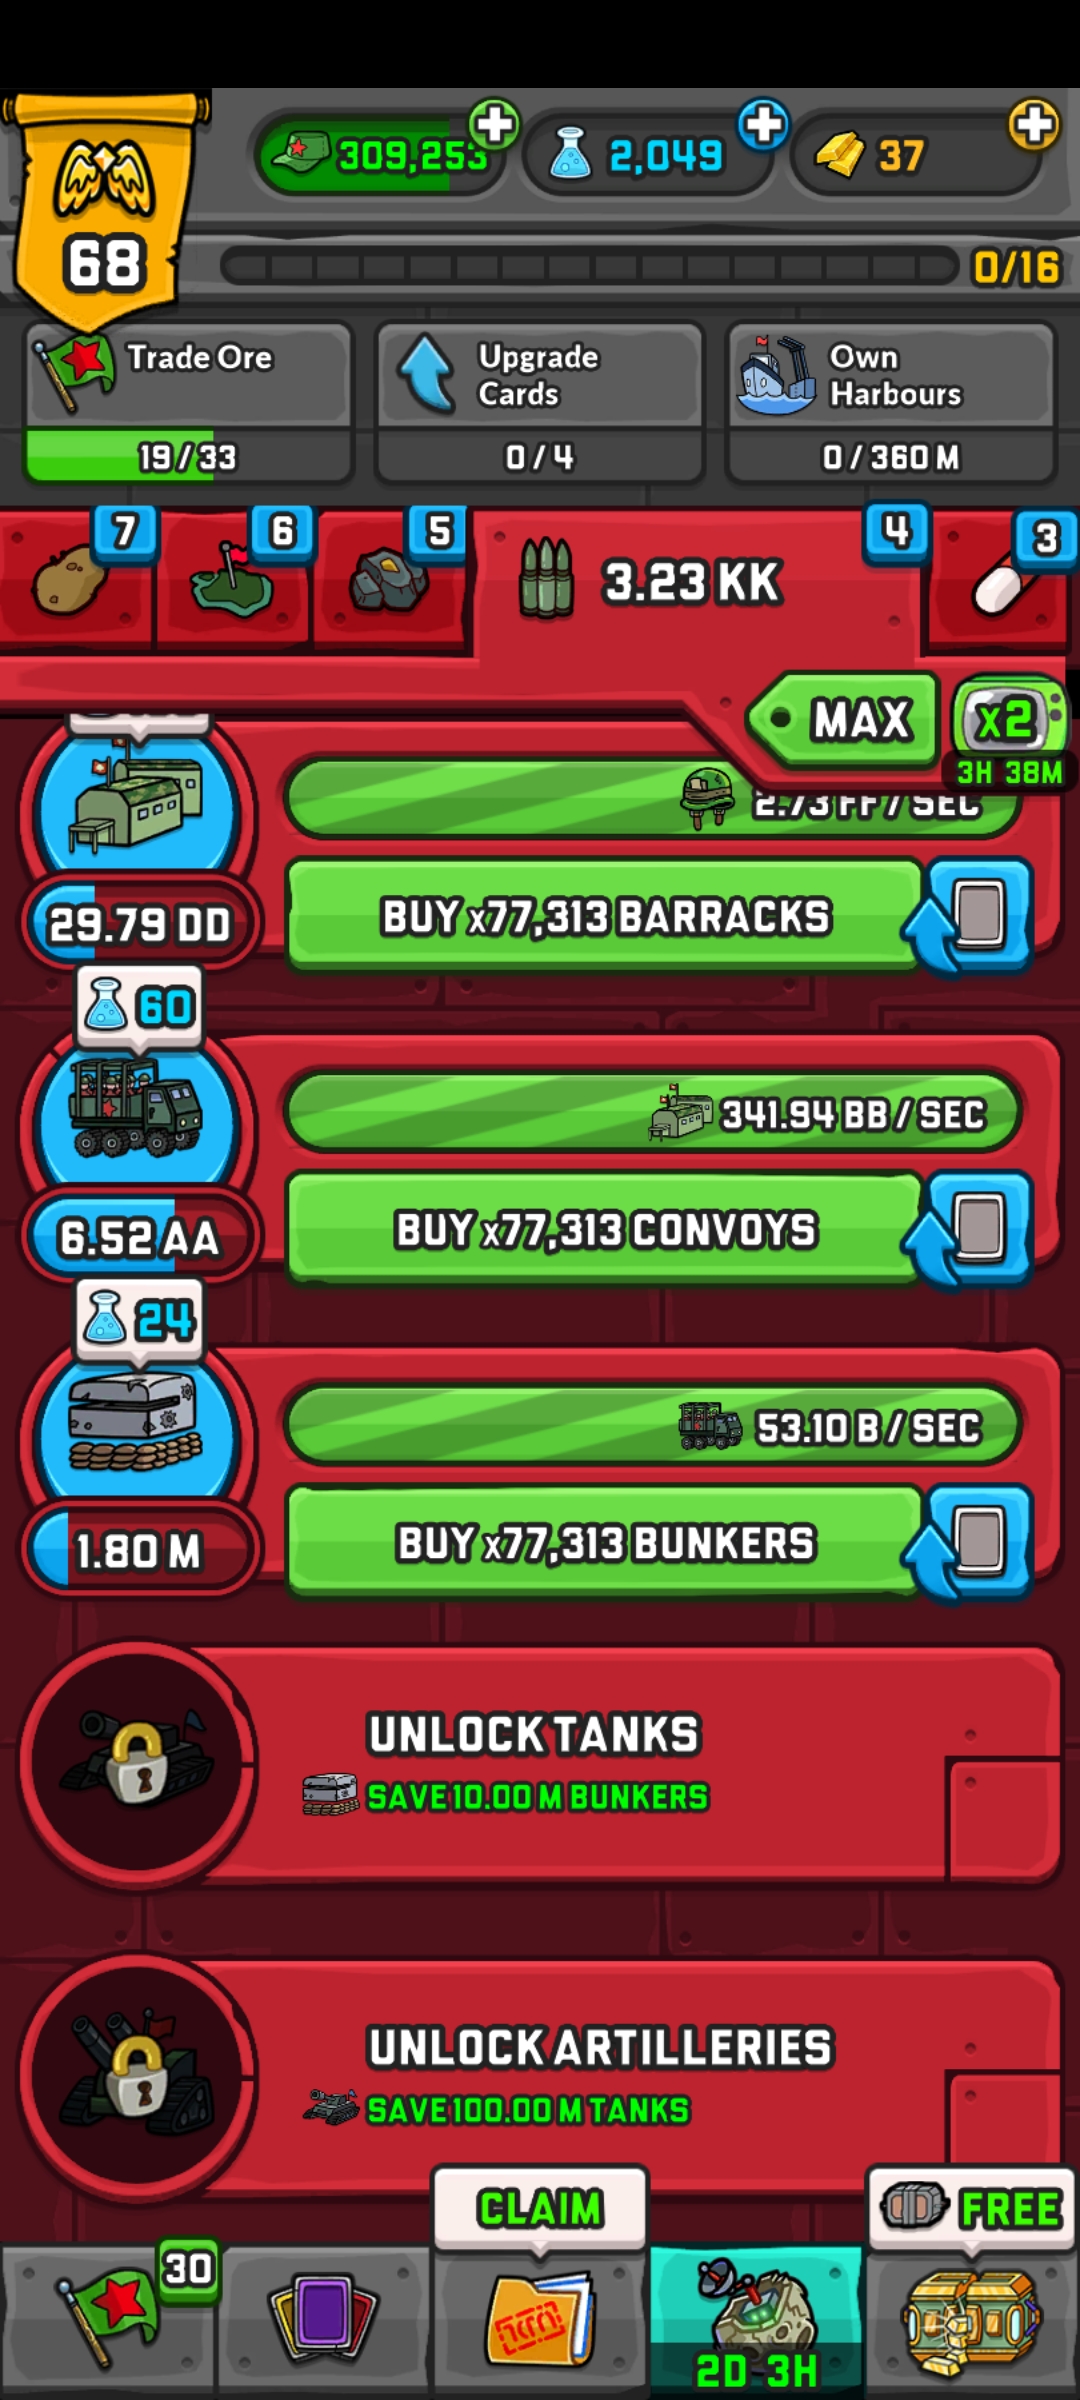 309,253
2,049
37
68
0/16
Trade Ore
19/33
Upgrade
Cards
0/4
Own
Harbours
0/360 M
7
6
5
3.23 KK
4
3
MAX
x2
3H 38M
2.73 FF / SEC
29.79 DD
BUY x77,313 BARRACKS
60
341.94 BB / SEC
6.52 AA
BUY x77,313 CONVOYS
24
53.10 B / SEC
1.80 M
BUY x77,313 BUNKERS
UNLOCK TANKS
SAVE 10.00 M BUNKERS
UNLOCK ARTILLERIES
SAVE 100.00 M TANKS
CLAIM
FREE
30
2D 3H